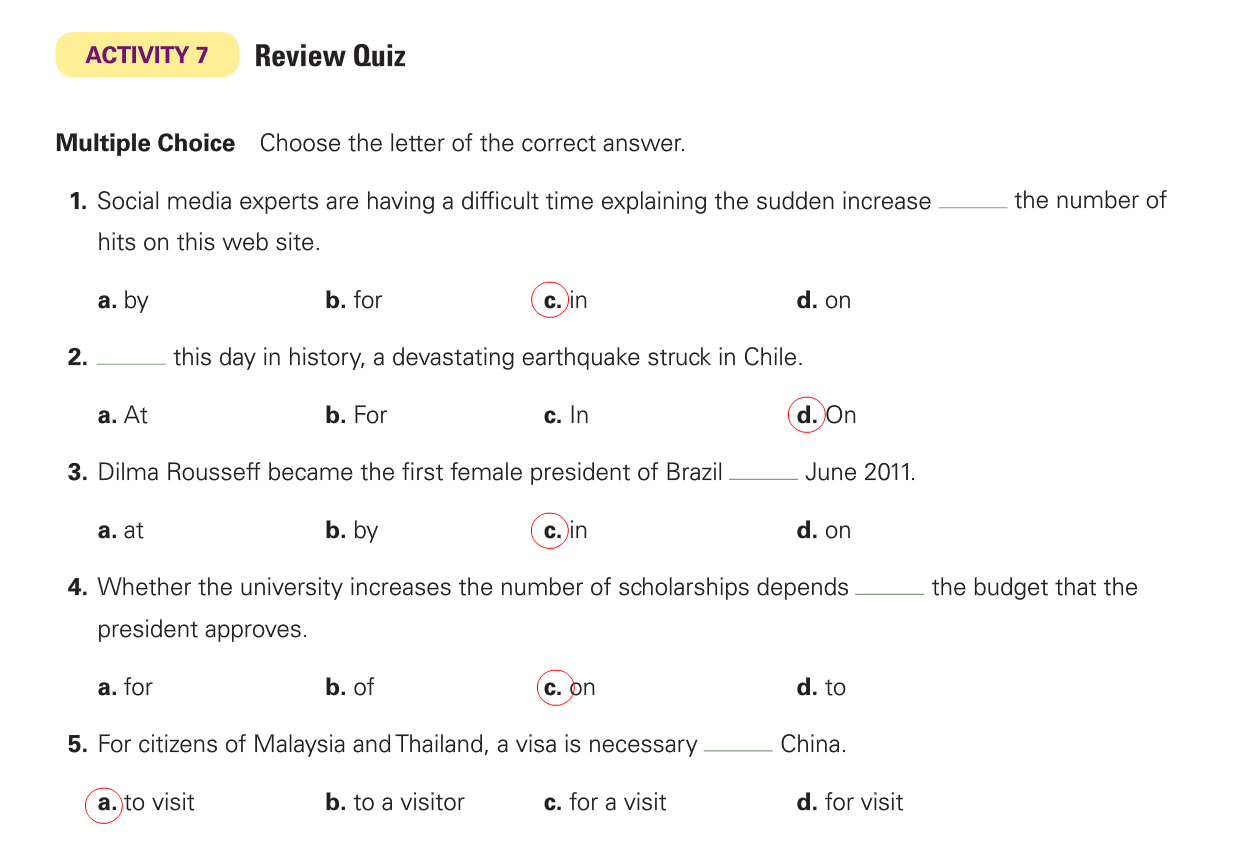 ACTIVITY 7 Review Quiz
Multiple Choice Choose the letter of the correct answer.
1. Social media experts are having a difficult time explaining the sudden increase _____ the number of
hits on this web site.
a. by b. for c. in d. on
2. _____ this day in history, a devastating earthquake struck in Chile.
a. At b. For c. In d. On
3. Dilma Rousseff became the first female president of Brazil _____ June 2011.
a. at b. by c. in d. on
4. Whether the university increases the number of scholarships depends _____ the budget that the
president approves.
a. for b. of c. on d. to
5. For citizens of Malaysia and Thailand, a visa is necessary _____ China.
a. to visit b. to a visitor c. for a visit d. for visit